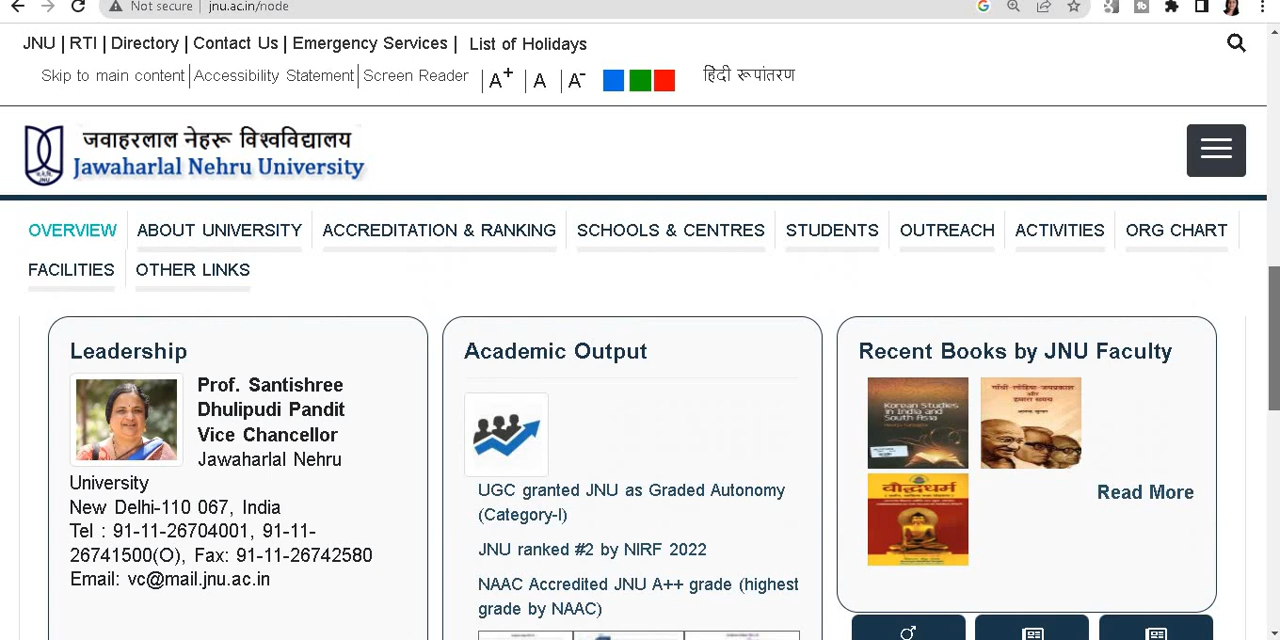 Not secure | jnu.ac.in/node
JNU | RTI | Directory | Contact Us | Emergency Services | List of Holidays
Skip to main content | Accessibility Statement | Screen Reader | A+ | A | A- हिंदी रूपांतरण
जवाहरलाल नेहरू विश्वविद्यालय
Jawaharlal Nehru University
OVERVIEW ABOUT UNIVERSITY ACCREDITATION & RANKING SCHOOLS & CENTRES STUDENTS OUTREACH ACTIVITIES ORG CHART
FACILITIES OTHER LINKS
Leadership
Prof. Santishree
Dhulipudi Pandit
Vice Chancellor
Jawaharlal Nehru
University
New Delhi-110 067, India
Tel : 91-11-26704001, 91-11-
26741500(O), Fax: 91-11-26742580
Email: vc@mail.jnu.ac.in
Academic Output
UGC granted JNU as Graded Autonomy
(Category-I)
JNU ranked #2 by NIRF 2022
NAAC Accredited JNU A++ grade (highest
grade by NAAC)
Recent Books by JNU Faculty
Korean Studies
in India and
South Asia
गाँधी-लोहिया-जयप्रकाश
और
हमारा समय
बौद्धधर्म
Read More